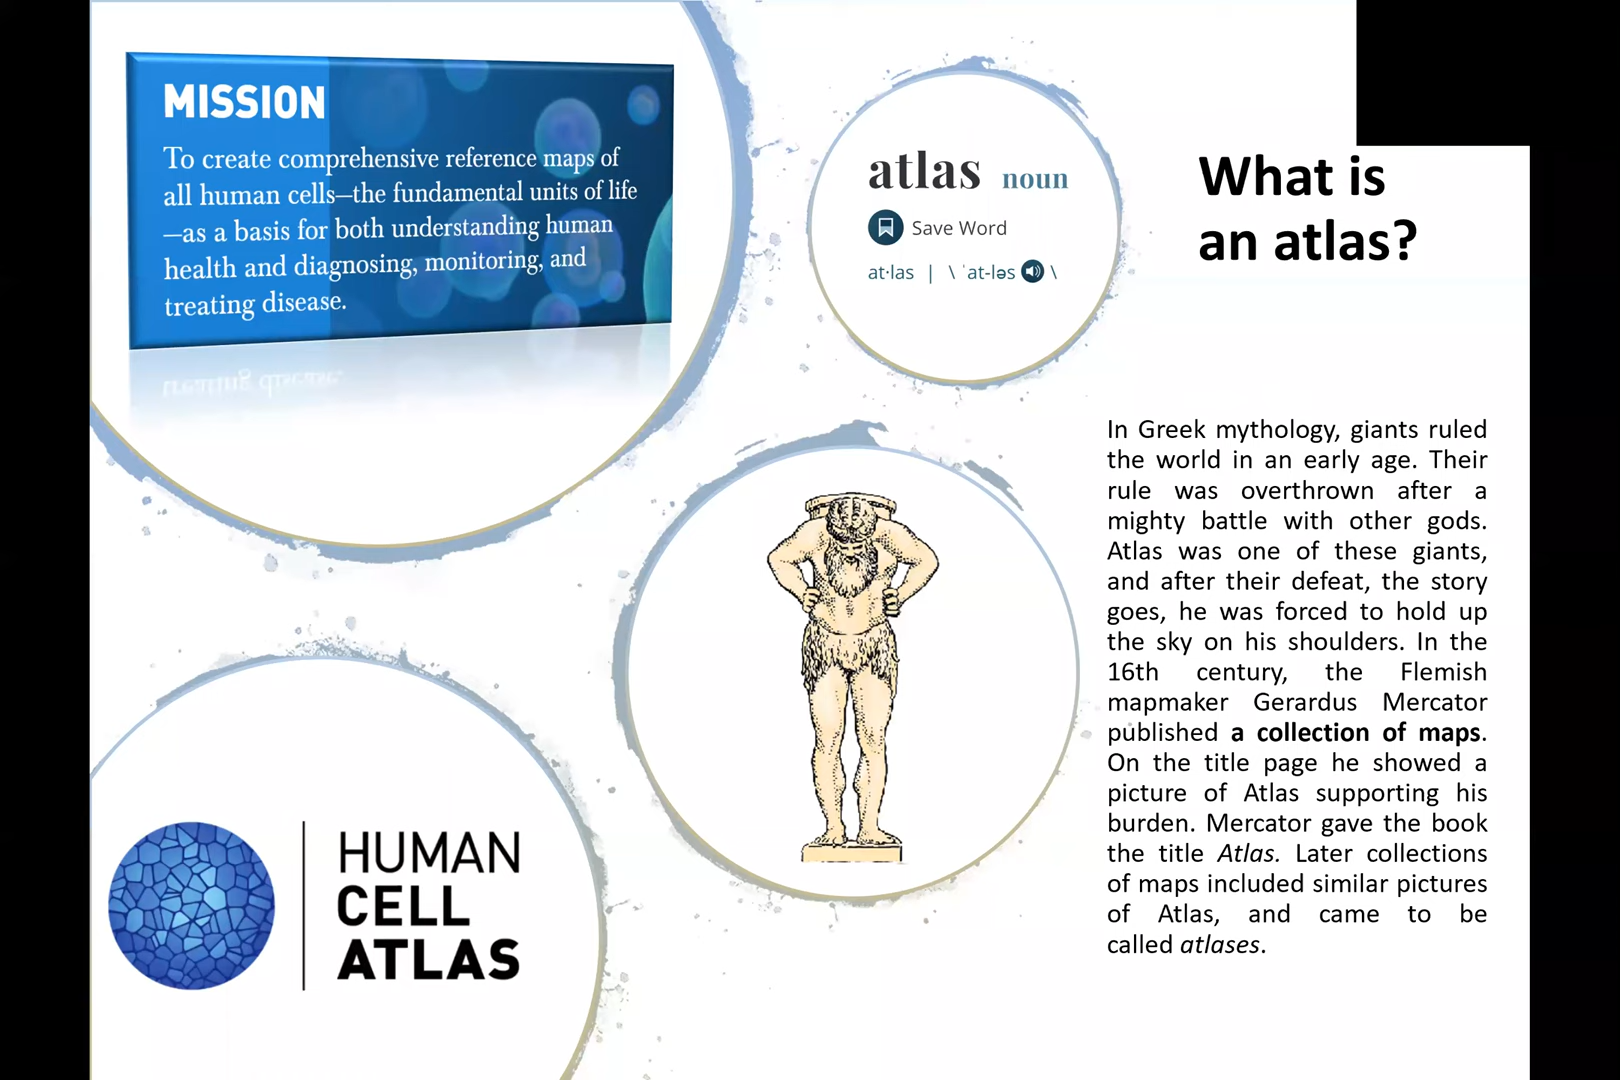 MISSION
To create comprehensive reference maps of
all human cells—the fundamental units of life
—as a basis for both understanding human
health and diagnosing, monitoring, and
treating disease.
treating disease.
atlas noun
Save Word
at·las | \ ˈat-ləs \
What is
an atlas?
In Greek mythology, giants ruled
the world in an early age. Their
rule was overthrown after a
mighty battle with other gods.
Atlas was one of these giants,
and after their defeat, the story
goes, he was forced to hold up
the sky on his shoulders. In the
16th century, the Flemish
mapmaker Gerardus Mercator
published a collection of maps.
On the title page he showed a
picture of Atlas supporting his
burden. Mercator gave the book
the title Atlas. Later collections
of maps included similar pictures
of Atlas, and came to be
called atlases.
HUMAN
CELL
ATLAS